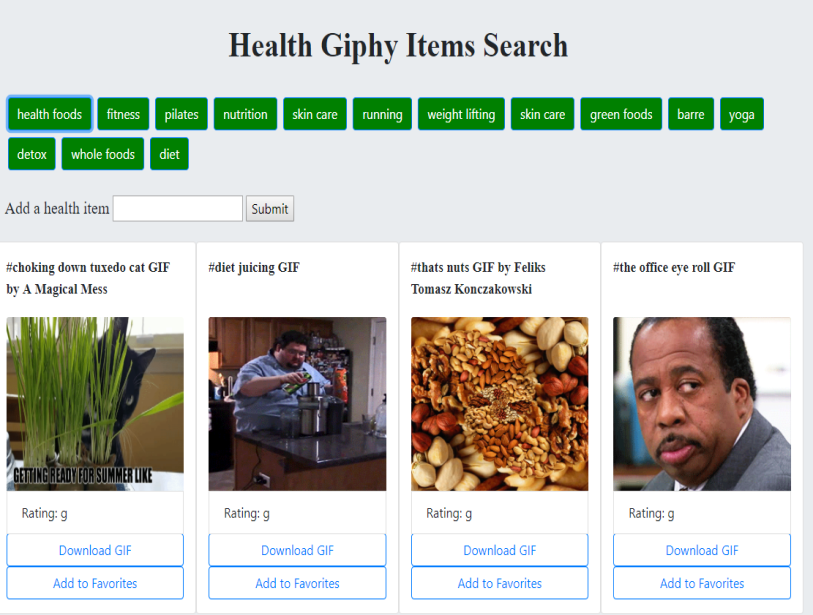 Health Giphy Items Search
health foods fitness pilates nutrition skin care running weight lifting skin care green foods barre yoga
detox whole foods diet
Add a health item Submit
#choking down tuxedo cat GIF
by A Magical Mess
#diet juicing GIF
#thats nuts GIF by Feliks
Tomasz Konczakowski
#the office eye roll GIF
GETTING READY FOR SUMMER LIKE
Rating: g Rating: g Rating: g Rating: g
Download GIF Download GIF Download GIF Download GIF
Add to Favorites Add to Favorites Add to Favorites Add to Favorites